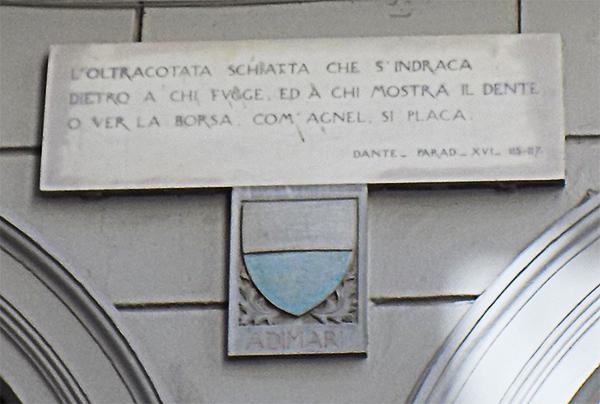 L'OLTRACOTATA SCHIATTA CHE S'INDRACA
DIETRO A CHI FVGGE, ED A CHI MOSTRA IL DENTE
O VER LA BORSA, COM'AGNEL, SI PLACA.
DANTE - PARAD. - XVI - 115-117.
ADIMARI